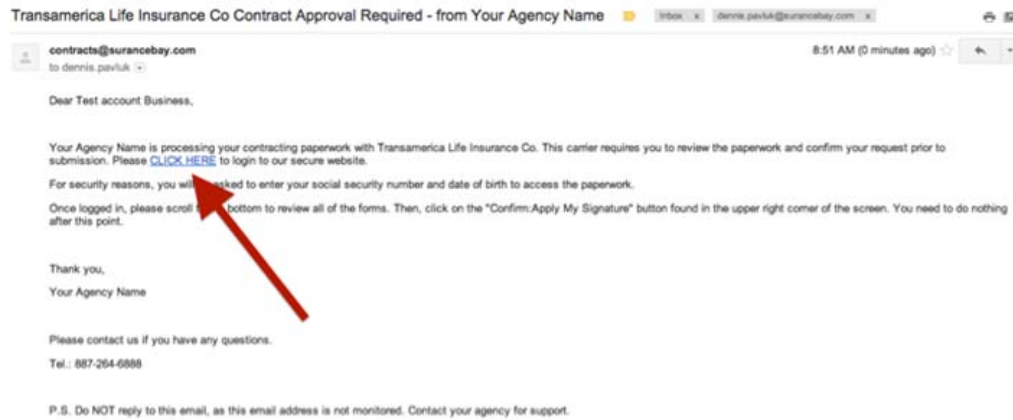 Transamerica Life Insurance Co Contract Approval Required - from Your Agency Name Inbox x dennis.pavluk@surancebay.com x
contracts@surancebay.com 8:51 AM (0 minutes ago)
to dennis.pavluk
Dear Test account Business,
Your Agency Name is processing your contracting paperwork with Transamerica Life Insurance Co. This carrier requires you to review the paperwork and confirm your request prior to
submission. Please CLICK HERE to login to our secure website.
For security reasons, you will asked to enter your social security number and date of birth to access the paperwork.
Once logged in, please scroll bottom to review all of the forms. Then, click on the "Confirm:Apply My Signature" button found in the upper right corner of the screen. You need to do nothing
after this point.
Thank you,
Your Agency Name
Please contact us if you have any questions.
Tel.: 887-264-6888
P.S. Do NOT reply to this email, as this email address is not monitored. Contact your agency for support.